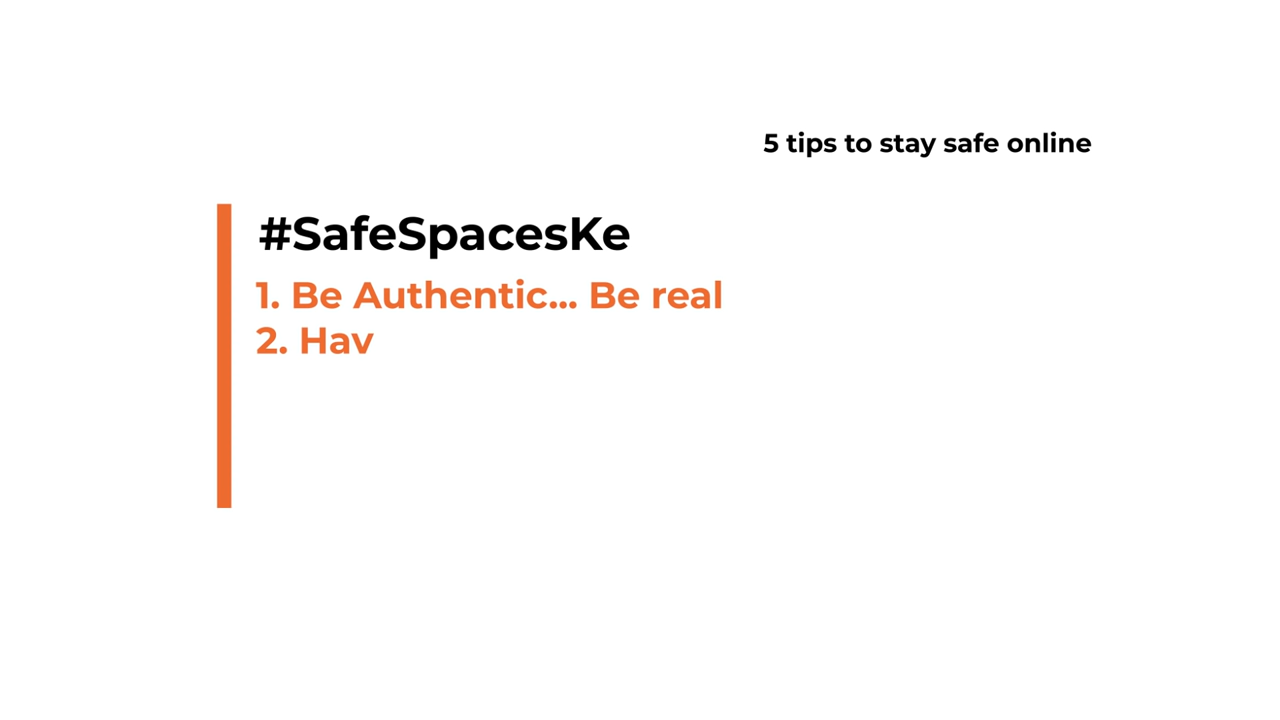 5 tips to stay safe online
#SafeSpacesKe
1. Be Authentic... Be real
2. Hav